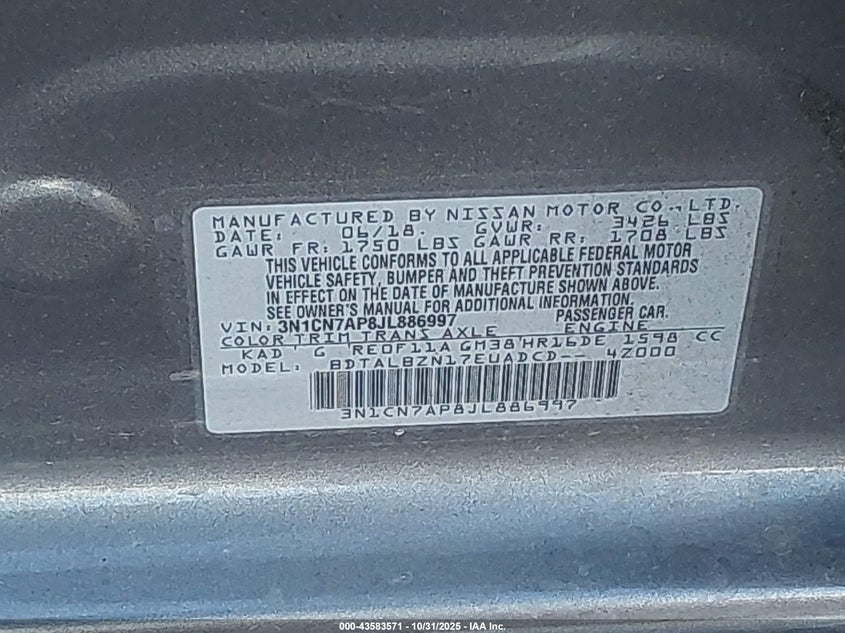 MANUFACTURED BY NISSAN MOTOR CO.,LTD.
DATE: 06/18. GVWR: 3426 LBS
GAWR FR: 1750 LBS GAWR RR: 1708 LBS
THIS VEHICLE CONFORMS TO ALL APPLICABLE FEDERAL MOTOR
VEHICLE SAFETY, BUMPER AND THEFT PREVENTION STANDARDS
IN EFFECT ON THE DATE OF MANUFACTURE SHOWN ABOVE.
SEE OWNER'S MANUAL FOR ADDITIONAL INFORMATION.
VIN: 3N1CN7AP8JL886997 PASSENGER CAR.
COLOR TRIM TRANS AXLE ENGINE
KAD G RE0F11A GM38 HR16DE 1598 CC
MODEL: BDTALBZN17EUADCD-- 4Z000
3N1CN7AP8JL886997
000-43583571 - 10/31/2025 - IAA Inc.